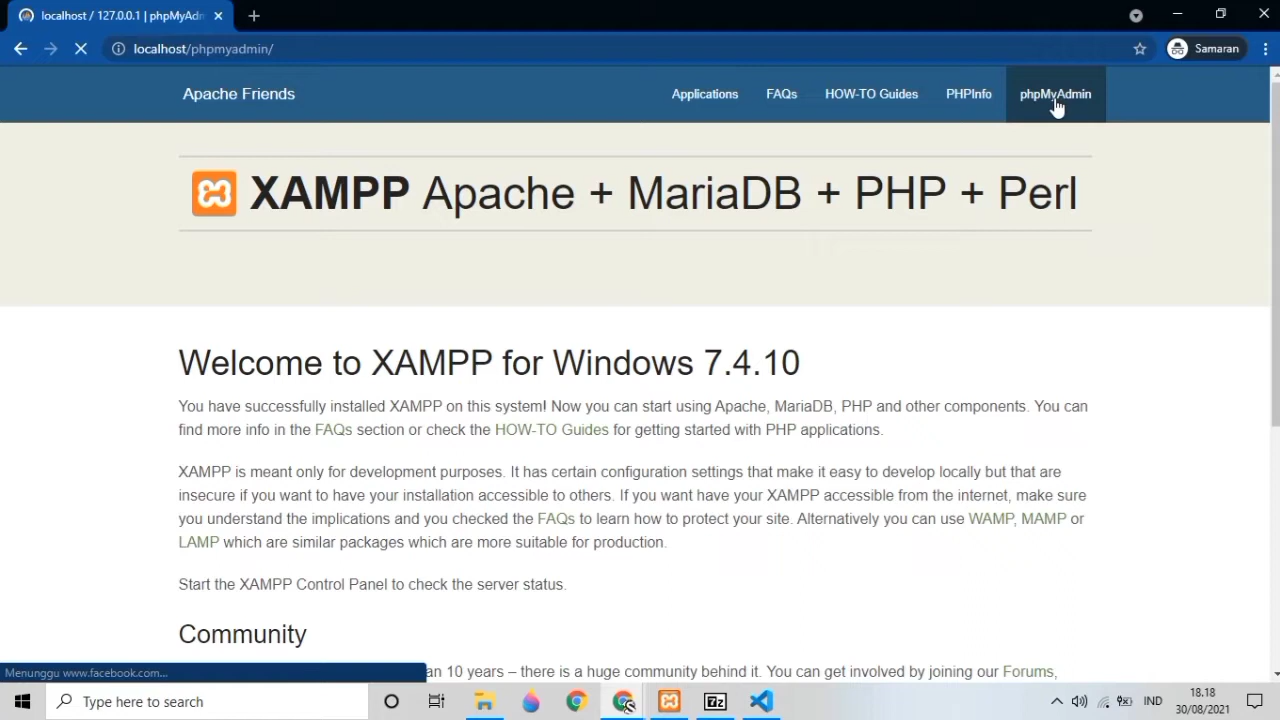 localhost / 127.0.0.1 | phpMyAdm
localhost/phpmyadmin/
Samaran
Apache Friends
Applications
FAQs
HOW-TO Guides
PHPInfo
phpMyAdmin
XAMPP Apache + MariaDB + PHP + Perl
Welcome to XAMPP for Windows 7.4.10
You have successfully installed XAMPP on this system! Now you can start using Apache, MariaDB, PHP and other components. You can
find more info in the FAQs section or check the HOW-TO Guides for getting started with PHP applications.
XAMPP is meant only for development purposes. It has certain configuration settings that make it easy to develop locally but that are
insecure if you want to have your installation accessible to others. If you want have your XAMPP accessible from the internet, make sure
you understand the implications and you checked the FAQs to learn how to protect your site. Alternatively you can use WAMP, MAMP or
LAMP which are similar packages which are more suitable for production.
Start the XAMPP Control Panel to check the server status.
Community
an 10 years – there is a huge community behind it. You can get involved by joining our Forums,
Menunggu www.facebook.com...
Type here to search
7z
IND
18.18
30/08/2021